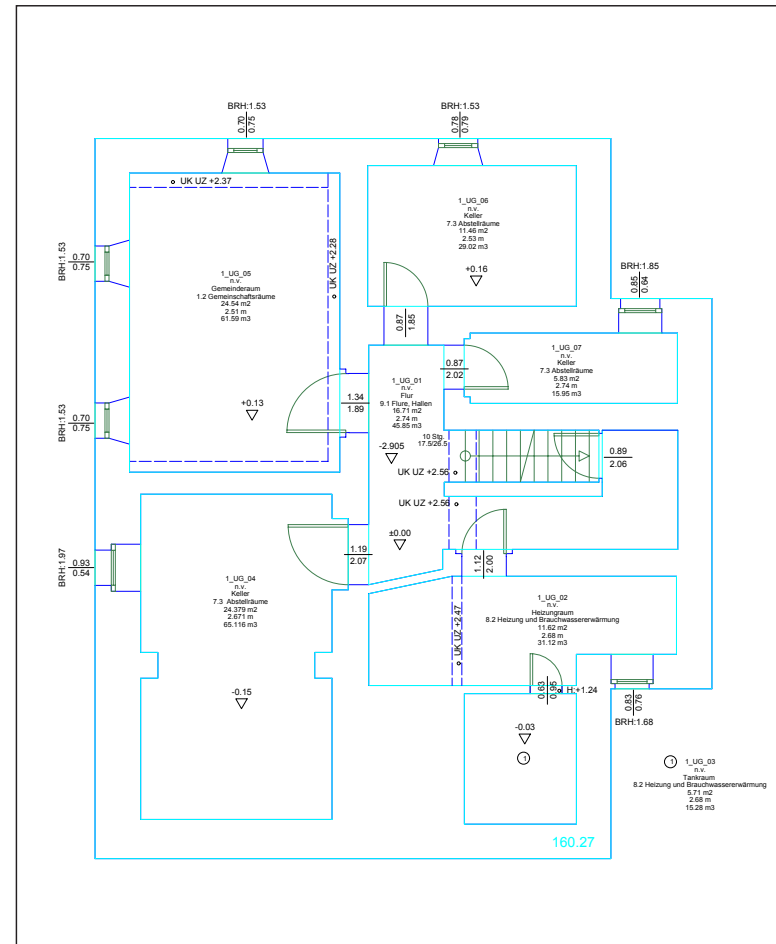 BRH:1.53
0.70
0.75
BRH:1.53
0.78
0.79
UK UZ +2.37
1_UG_06
n.v.
Keller
7.3 Abstellräume
11.46 m2
2.53 m
29.02 m3
+0.16
BRH:1.53
0.70
0.75
UK UZ +2.28
1_UG_05
n.v.
Gemeinderaum
1.2 Gemeinschaftsräume
24.54 m2
2.51 m
61.59 m3
+0.13
BRH:1.85
0.85
0.64
0.87
1.85
1_UG_07
n.v.
Keller
7.3 Abstellräume
5.83 m2
2.74 m
15.95 m3
0.87
2.02
1_UG_01
n.v.
Flur
9.1 Flure, Hallen
16.71 m2
2.74 m
45.85 m3
1.34
1.89
BRH:1.53
0.70
0.75
10 Stg.
17.5/26.5
-2.905
UK UZ +2.56
0.89
2.06
UK UZ +2.56
±0.00
1.19
2.07
BRH:1.97
0.93
0.54
1.12
2.00
1_UG_04
n.v.
Keller
7.3 Abstellräume
24.379 m2
2.671 m
65.116 m3
-0.15
1_UG_02
n.v.
Heizungraum
8.2 Heizung und Brauchwassererwärmung
11.62 m2
2.68 m
31.12 m3
UK UZ +2.47
0.63
0.95
H:+1.24
0.83
0.76
BRH:1.68
-0.03
1
1
1_UG_03
n.v.
Tankraum
8.2 Heizung und Brauchwassererwärmung
5.71 m2
2.68 m
15.28 m3
160.27